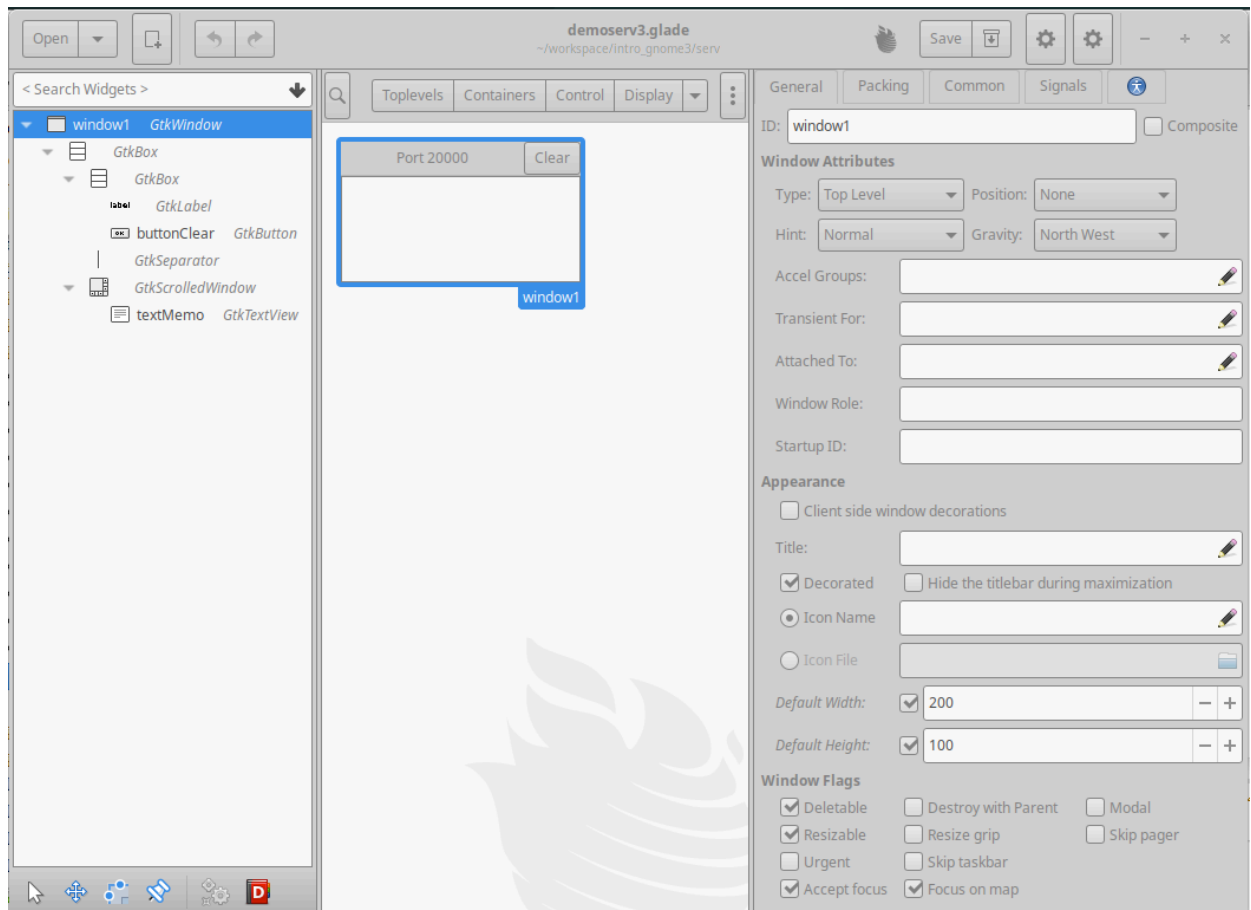 Open
demoserv3.glade
~/workspace/intro_gnome3/serv
Save
< Search Widgets >
window1 GtkWindow
GtkBox
GtkBox
label GtkLabel
OK buttonClear GtkButton
GtkSeparator
GtkScrolledWindow
textMemo GtkTextView
D
Toplevels Containers Control Display
Port 20000 Clear
window1
General Packing Common Signals
ID: window1 Composite
Window Attributes
Type: Top Level Position: None
Hint: Normal Gravity: North West
Accel Groups:
Transient For:
Attached To:
Window Role:
Startup ID:
Appearance
Client side window decorations
Title:
Decorated Hide the titlebar during maximization
Icon Name
Icon File
Default Width: 200
Default Height: 100
Window Flags
Deletable Destroy with Parent Modal
Resizable Resize grip Skip pager
Urgent Skip taskbar
Accept focus Focus on map